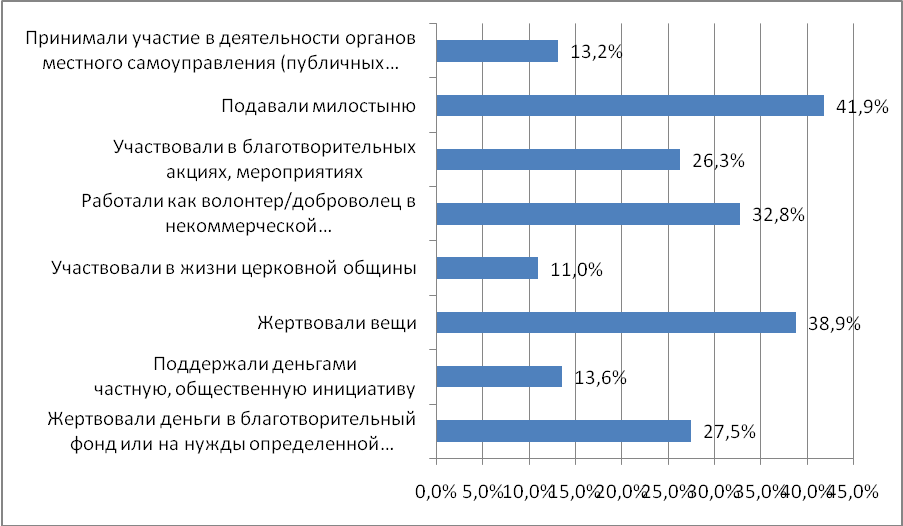 Принимали участие в деятельности органов
местного самоуправления (публичных...
13,2%
Подавали милостыню
41,9%
Участвовали в благотворительных
акциях, мероприятиях
26,3%
Работали как волонтер/доброволец в
некоммерческой...
32,8%
Участвовали в жизни церковной общины
11,0%
Жертвовали вещи
38,9%
Поддержали деньгами
частную, общественную инициативу
13,6%
Жертвовали деньги в благотворительный
фонд или на нужды определенной...
27,5%
0,0% 5,0% 10,0% 15,0% 20,0% 25,0% 30,0% 35,0% 40,0% 45,0%